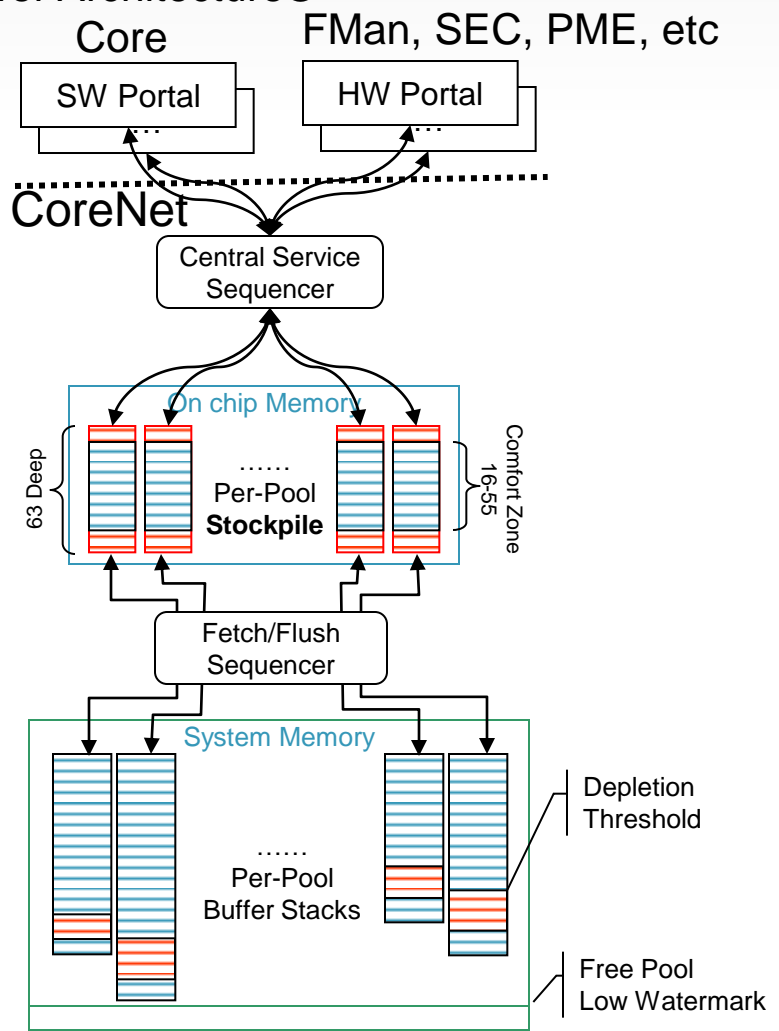 Core
FMan, SEC, PME, etc
SW Portal
...
HW Portal
...
CoreNet
Central Service
Sequencer
On chip Memory
63 Deep
......
Per-Pool
Stockpile
Comfort Zone
16-55
Fetch/Flush
Sequencer
System Memory
Depletion
Threshold
......
Per-Pool
Buffer Stacks
Free Pool
Low Watermark